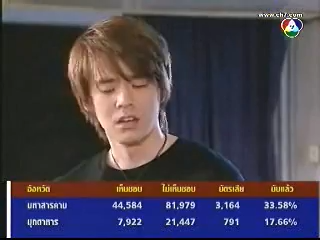 www.ch7.com
7
จังหวัด เห็นชอบ ไม่เห็นชอบ บัตรเสีย นับแล้ว
มหาสารคาม 44,584 81,979 3,164 33.58%
มุกดาหาร 7,922 21,447 791 17.66%